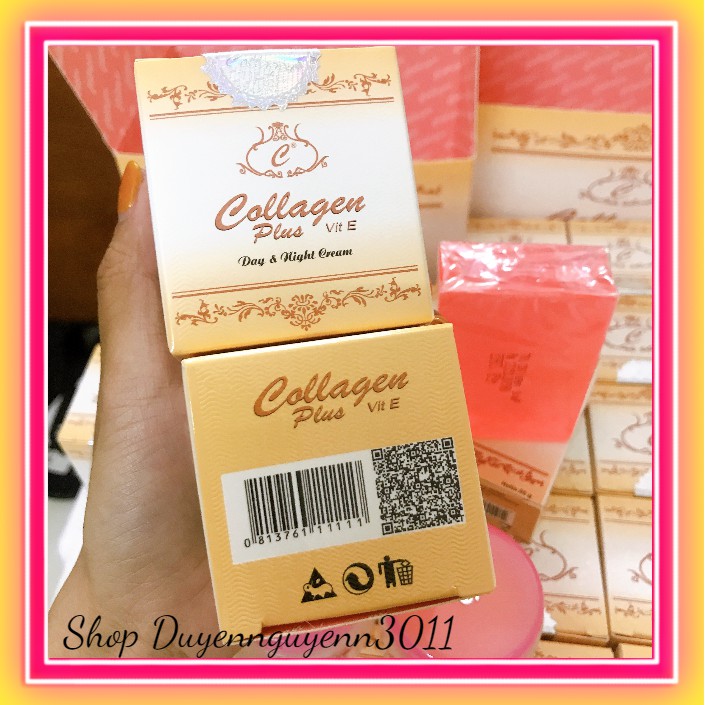 C
Collagen
Plus Vit E
Day & Night Cream
Collagen
Plus Vit E
0 813761 11111
Shop Duyennguyenn3011